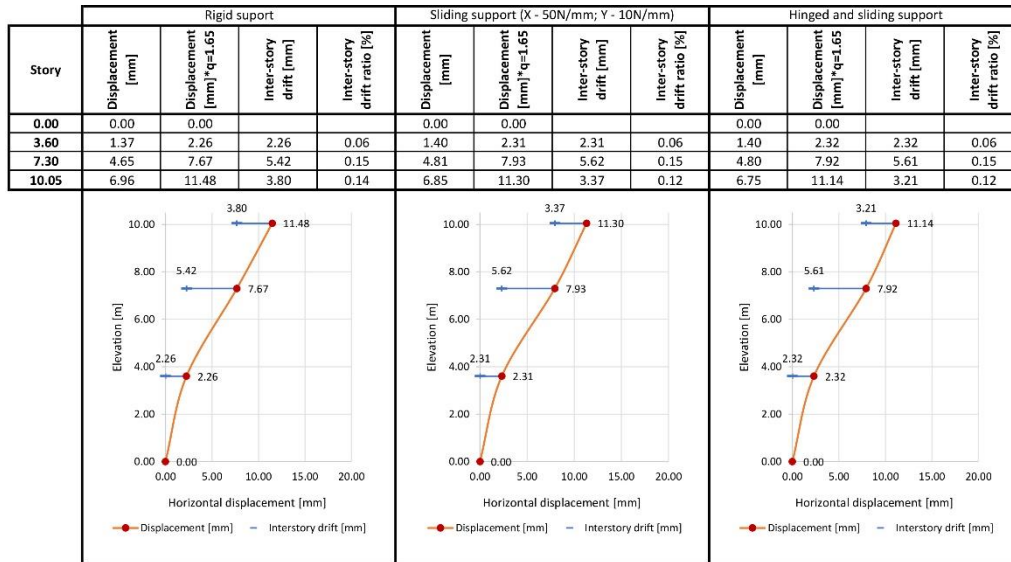 Rigid suport Sliding support (X - 50N/mm; Y - 10N/mm) Hinged and sliding support
Story Displacement [mm] Displacement [mm]*q=1.65 Inter-story drift [mm] Inter-story drift ratio [%] Displacement [mm] Displacement [mm]*q=1.65 Inter-story drift [mm] Inter-story drift ratio [%] Displacement [mm] Displacement [mm]*q=1.65 Inter-story drift [mm] Inter-story drift ratio [%]
0.00 0.00 0.00 0.00 0.00 0.00 0.00
3.60 1.37 2.26 2.26 0.06 1.40 2.31 2.31 0.06 1.40 2.32 2.32 0.06
7.30 4.65 7.67 5.42 0.15 4.81 7.93 5.62 0.15 4.80 7.92 5.61 0.15
10.05 6.96 11.48 3.80 0.14 6.85 11.30 3.37 0.12 6.75 11.14 3.21 0.12
3.80
10.00 11.48
8.00
5.42
7.67
6.00
Elevation [m]
4.00
2.26
2.26
2.00
0.00 0.00
0.00 5.00 10.00 15.00 20.00
Horizontal displacement [mm]
Displacement [mm] Interstory drift [mm]
3.37
10.00 11.30
8.00
5.62
7.93
6.00
Elevation [m]
4.00
2.31
2.31
2.00
0.00 0.00
0.00 5.00 10.00 15.00 20.00
Horizontal displacement [mm]
Displacement [mm] Interstory drift [mm]
3.21
10.00 11.14
8.00
5.61
7.92
6.00
Elevation [m]
4.00
2.32
2.32
2.00
0.00 0.00
0.00 5.00 10.00 15.00 20.00
Horizontal displacement [mm]
Displacement [mm] Interstory drift [mm]